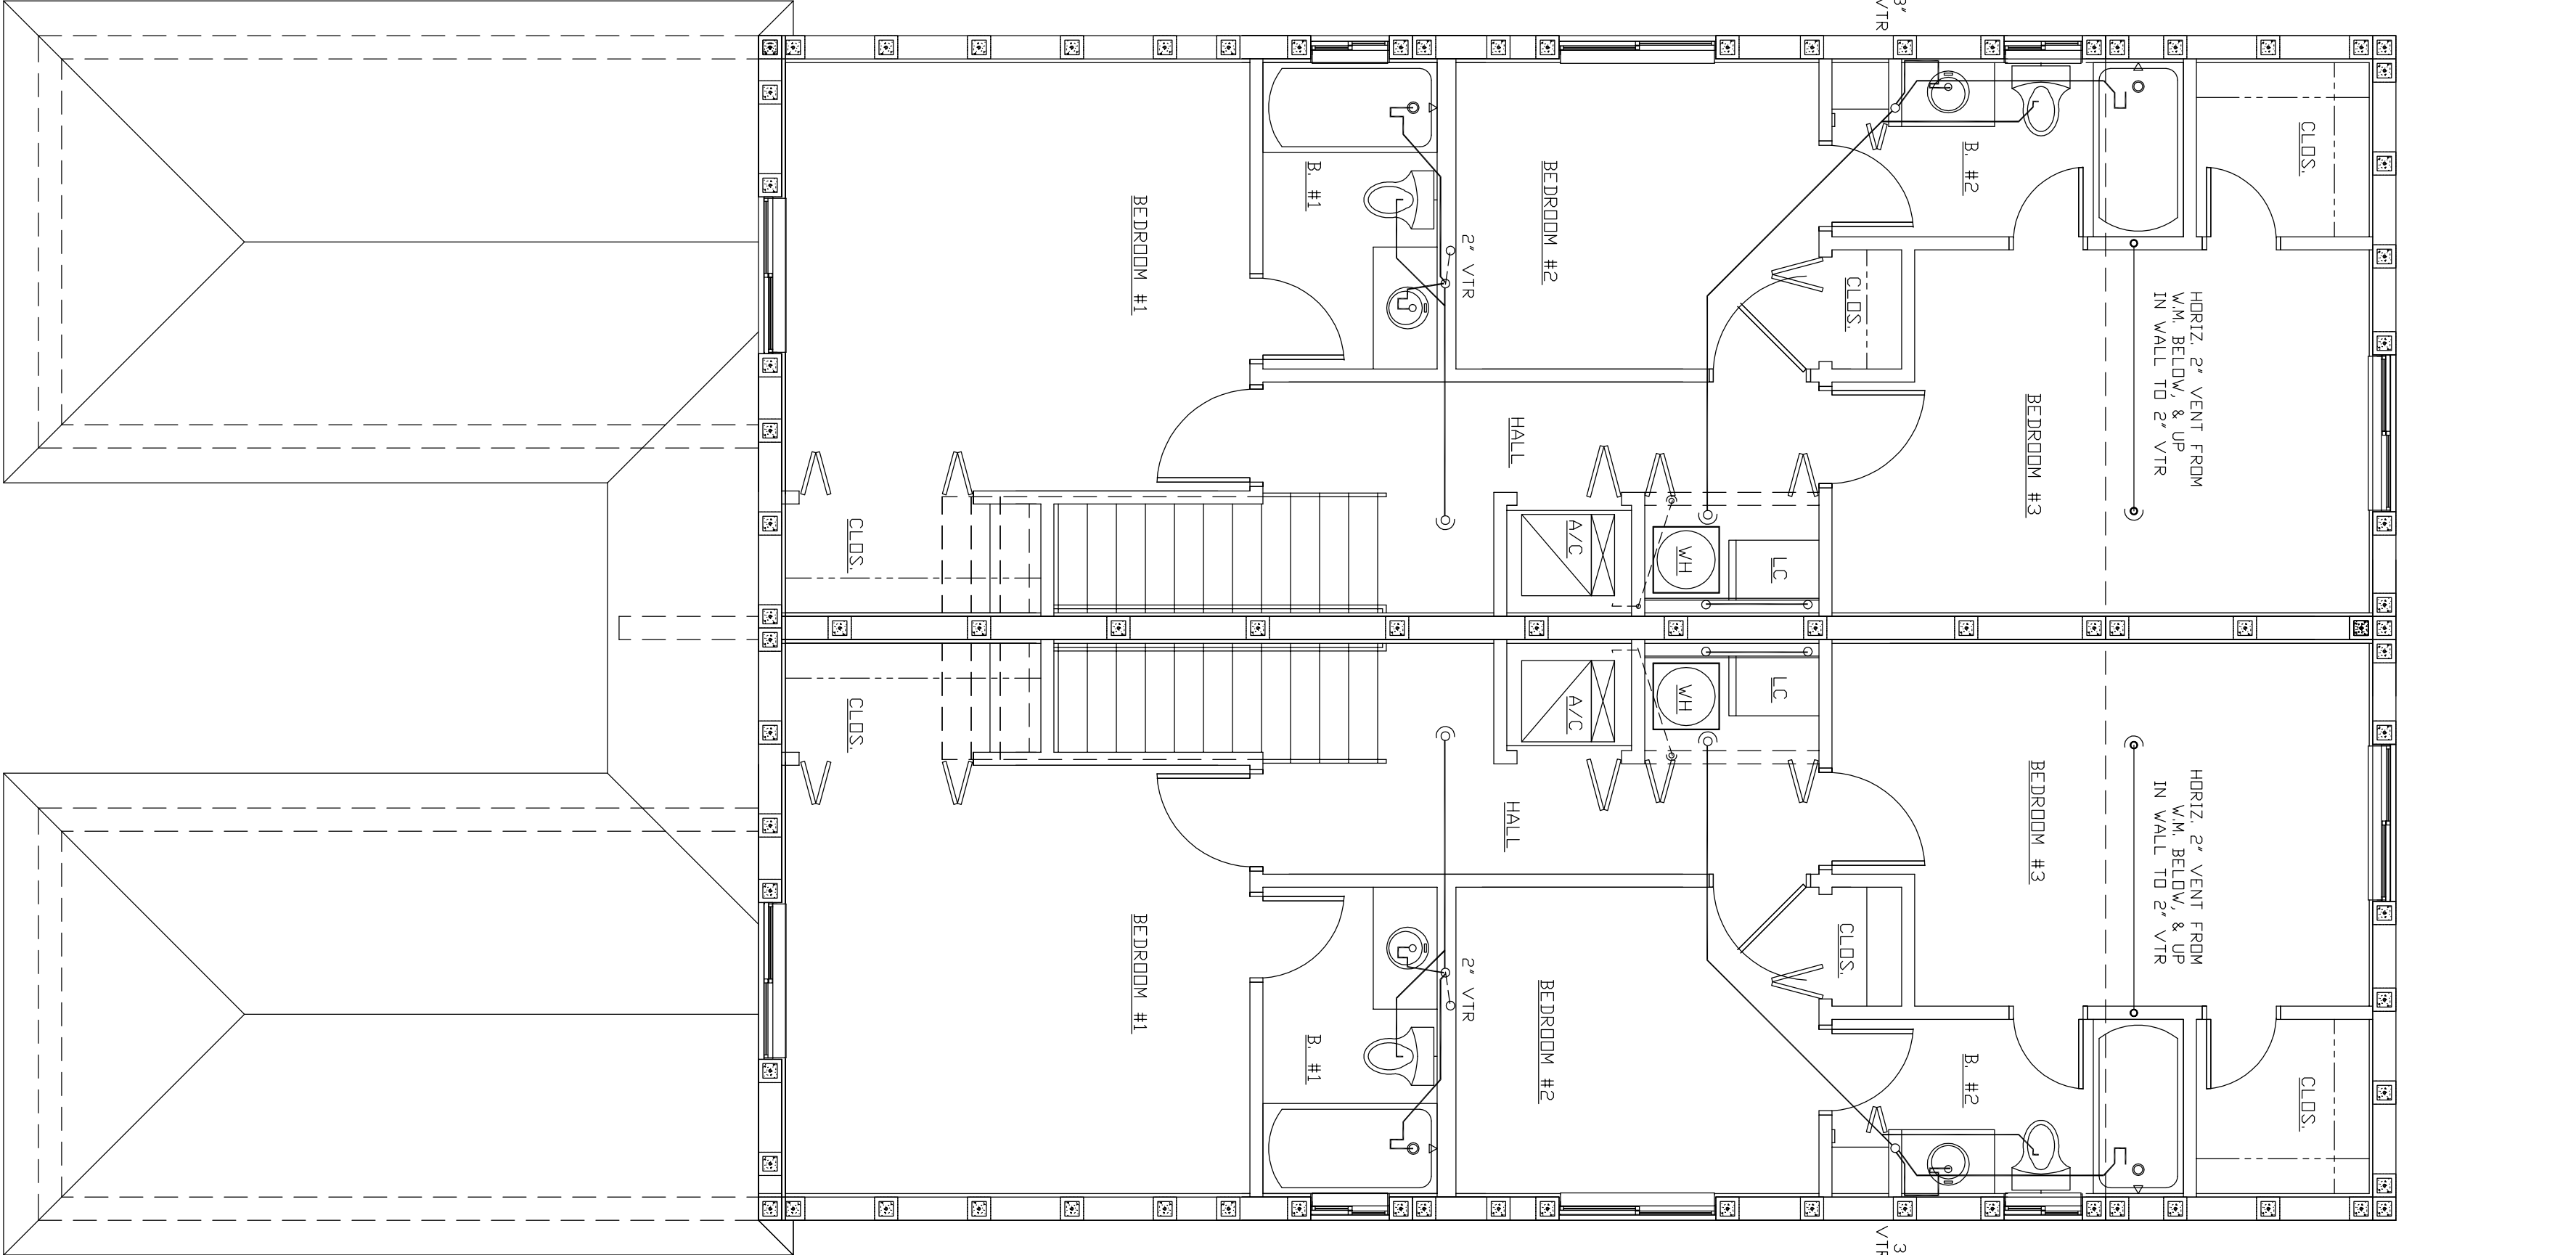 3"
VTR
CLOS.
B. #2
BEDROOM #2
B. #1
BEDROOM #1
2" VTR
CLOS.
HORIZ. 2" VENT FROM
W.M. BELOW, & UP
IN WALL TO 2" VTR
BEDROOM #3
HALL
A/C
WH
LC
CLOS.
CLOS.
A/C
WH
LC
HALL
BEDROOM #3
HORIZ. 2" VENT FROM
W.M. BELOW, & UP
IN WALL TO 2" VTR
CLOS.
2" VTR
BEDROOM #1
BEDROOM #2
B. #1
B. #2
CLOS.
3
VTR